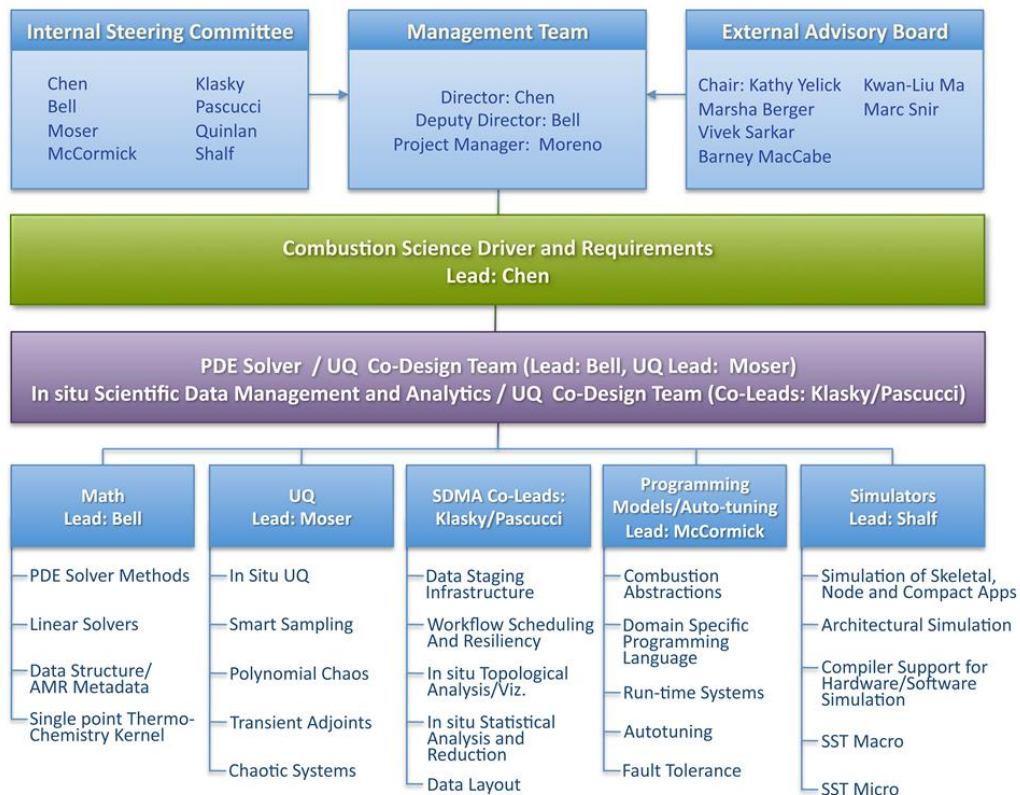 Internal Steering Committee
Chen
Bell
Moser
McCormick
Klasky
Pascucci
Quinlan
Shalf
Management Team
Director: Chen
Deputy Director: Bell
Project Manager: Moreno
External Advisory Board
Chair: Kathy Yelick
Marsha Berger
Vivek Sarkar
Barney MacCabe
Kwan-Liu Ma
Marc Snir
Combustion Science Driver and Requirements
Lead: Chen
PDE Solver / UQ Co-Design Team (Lead: Bell, UQ Lead: Moser)
In situ Scientific Data Management and Analytics / UQ Co-Design Team (Co-Leads: Klasky/Pascucci)
Math
Lead: Bell
PDE Solver Methods
Linear Solvers
Data Structure/
AMR Metadata
Single point Thermo-
Chemistry Kernel
UQ
Lead: Moser
In Situ UQ
Smart Sampling
Polynomial Chaos
Transient Adjoints
Chaotic Systems
SDMA Co-Leads:
Klasky/Pascucci
Data Staging
Infrastructure
Workflow Scheduling
And Resiliency
In situ Topological
Analysis/Viz.
In situ Statistical
Analysis and
Reduction
Data Layout
Programming
Models/Auto-tuning
Lead: McCormick
Combustion
Abstractions
Domain Specific
Programming
Language
Run-time Systems
Autotuning
Fault Tolerance
Simulators
Lead: Shalf
Simulation of Skeletal,
Node and Compact Apps
Architectural Simulation
Compiler Support for
Hardware/Software
Simulation
SST Macro
SST Micro